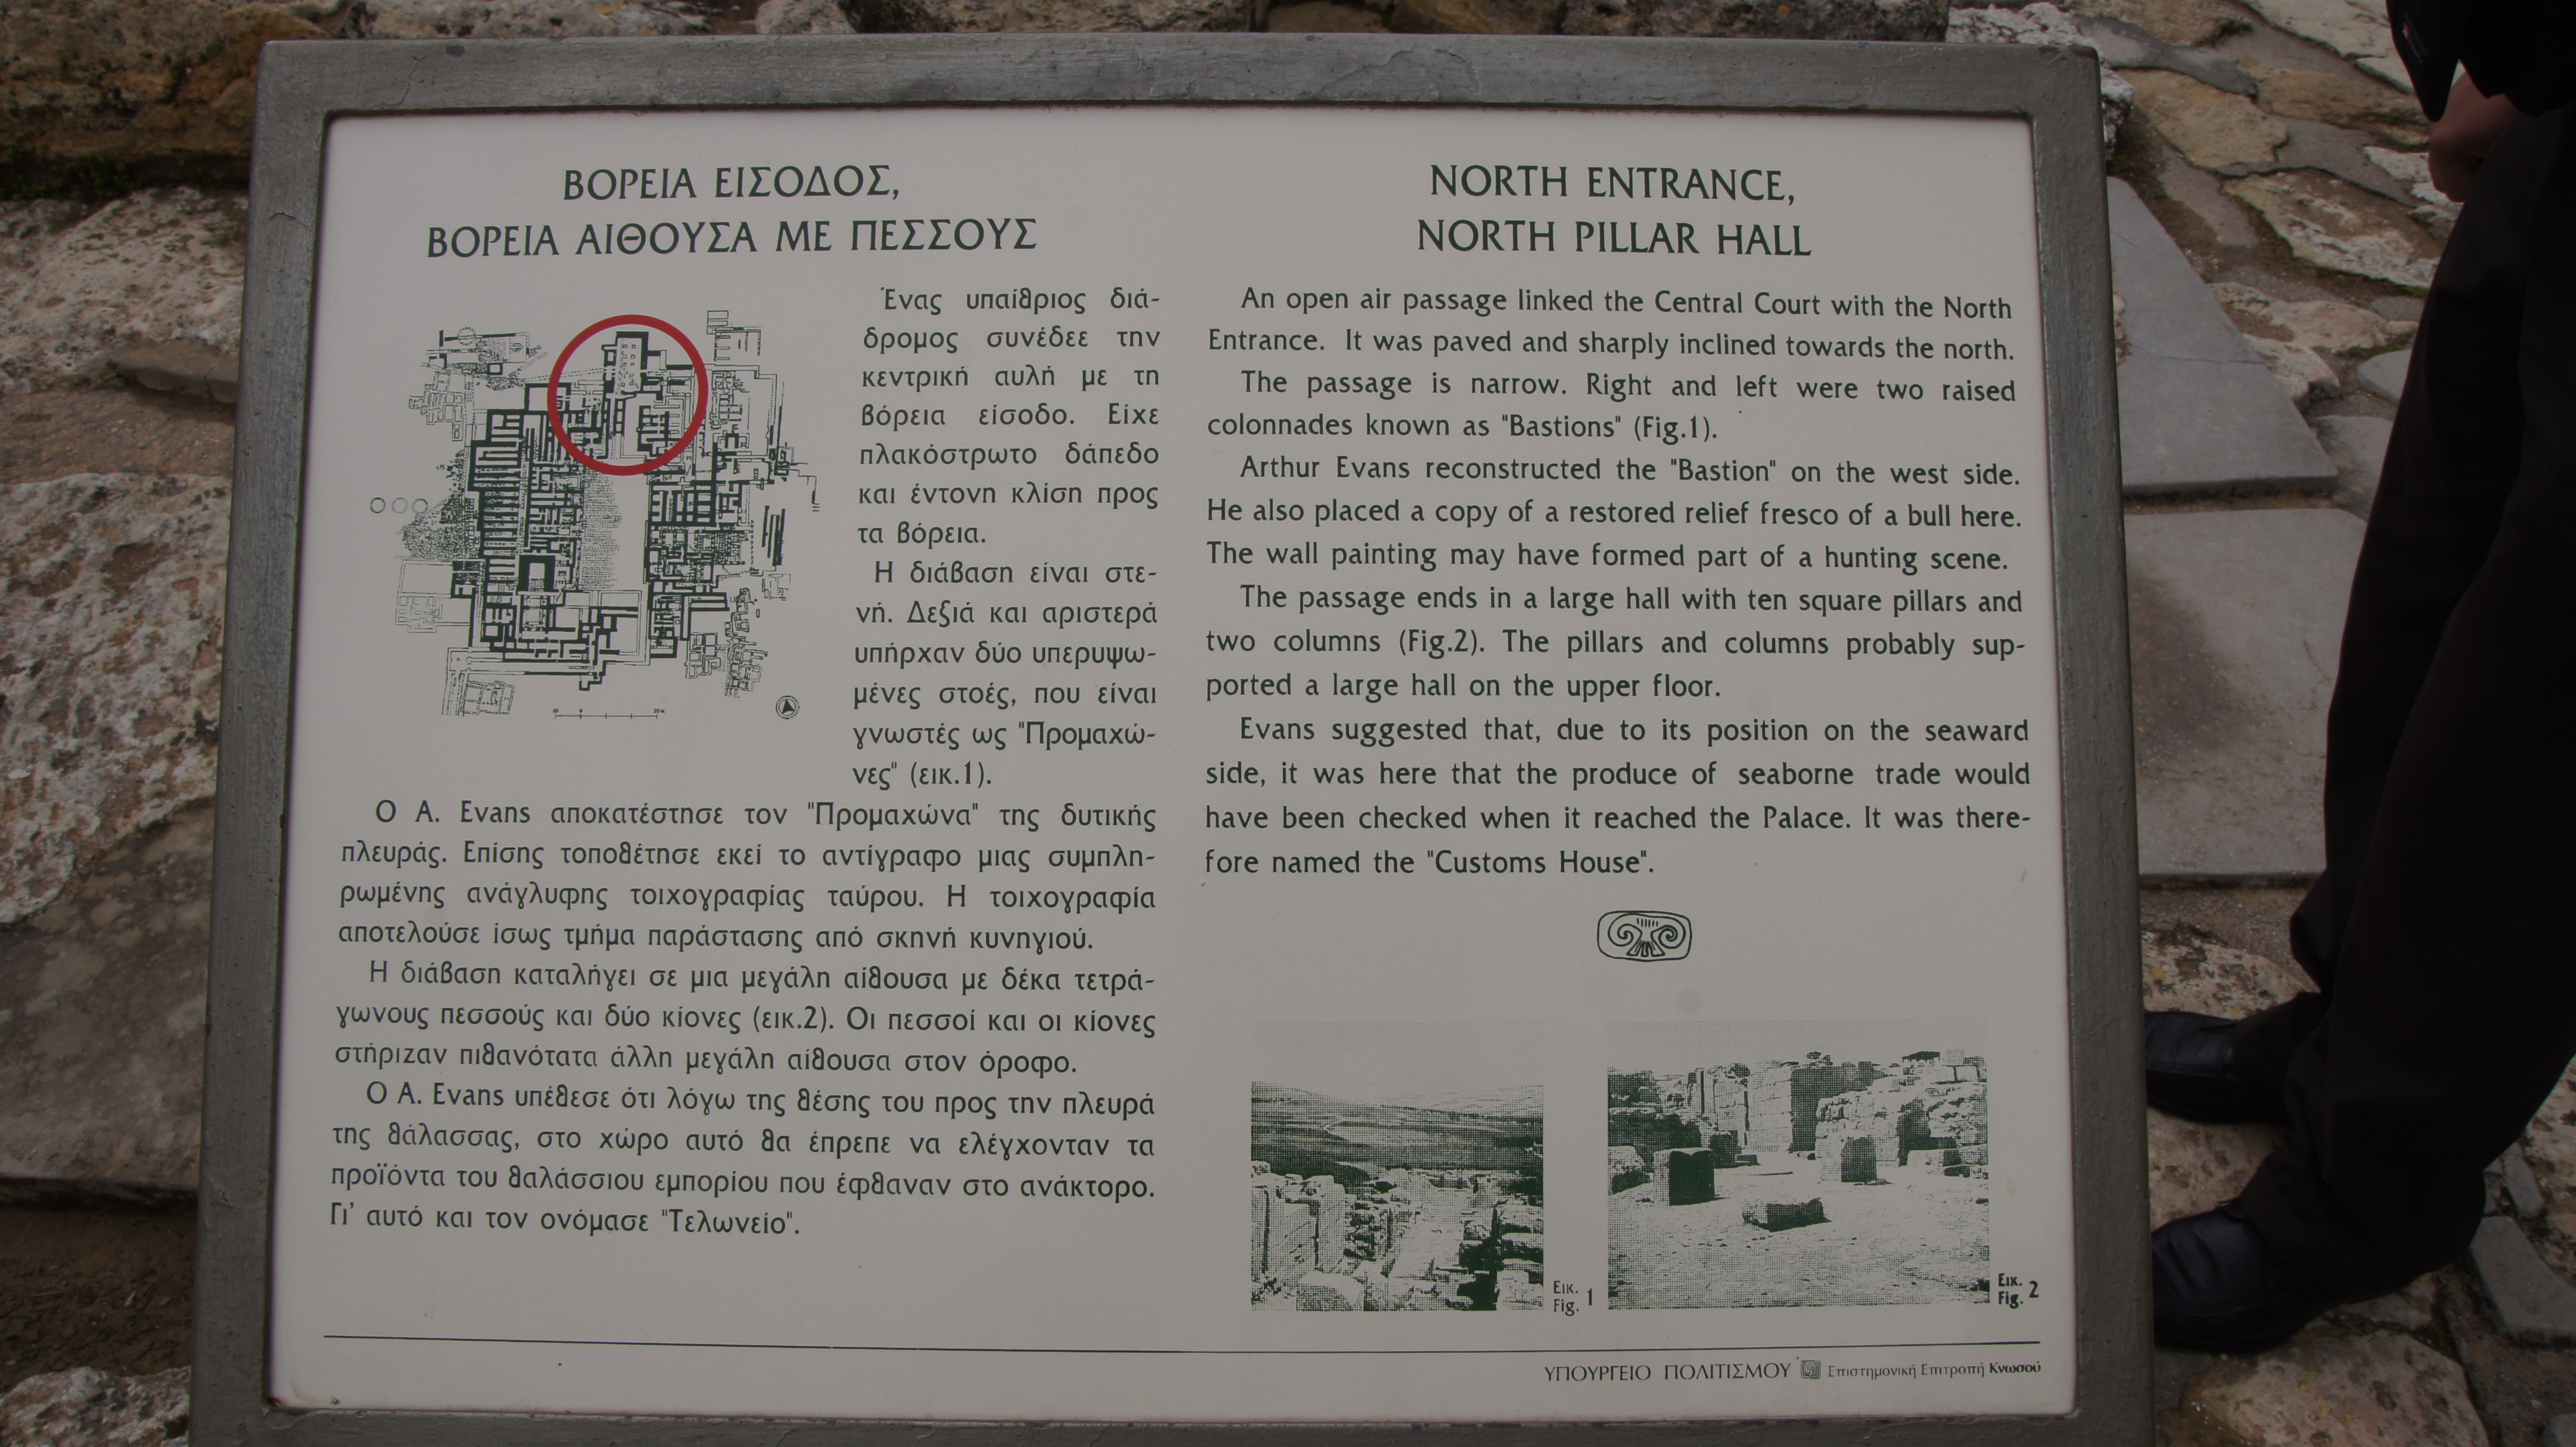 ΒΟΡΕΙΑ ΕΙΣΟΔΟΣ,
ΒΟΡΕΙΑ ΑΙΘΟΥΣΑ ΜΕ ΠΕΣΣΟΥΣ
Ένας υπαίθριος διά-
δρομος συνέδεε την
κεντρική αυλή με τη
βόρεια είσοδο. Είχε
πλακόστρωτο δάπεδο
και έντονη κλίση προς
τα βόρεια.
Η διάβαση είναι στε-
νή. Δεξιά και αριστερά
υπήρχαν δύο υπερυψω-
μένες στοές, που είναι
γνωστές ως "Προμαχώ-
νες" (εικ.1).
Ο Α. Evans αποκατέστησε τον "Προμαχώνα" της δυτικής
πλευράς. Επίσης τοποθέτησε εκεί το αντίγραφο μιας συμπλη-
ρωμένης ανάγλυφης τοιχογραφίας ταύρου. Η τοιχογραφία
αποτελούσε ίσως τμήμα παράστασης από σκηνή κυνηγιού.
Η διάβαση καταλήγει σε μια μεγάλη αίθουσα με δέκα τετρά-
γωνους πεσσούς και δύο κίονες (εικ.2). Οι πεσσοί και οι κίονες
στήριζαν πιθανότατα άλλη μεγάλη αίθουσα στον όροφο.
Ο Α. Evans υπέθεσε ότι λόγω της θέσης του προς την πλευρά
της θάλασσας, στο χώρο αυτό θα έπρεπε να ελέγχονταν τα
προϊόντα του θαλάσσιου εμπορίου που έφθαναν στο ανάκτορο.
Γι' αυτό και τον ονόμασε "Τελωνείο".
NORTH ENTRANCE,
NORTH PILLAR HALL
An open air passage linked the Central Court with the North
Entrance. It was paved and sharply inclined towards the north.
The passage is narrow. Right and left were two raised
colonnades known as "Bastions" (Fig.1).
Arthur Evans reconstructed the "Bastion" on the west side.
He also placed a copy of a restored relief fresco of a bull here.
The wall painting may have formed part of a hunting scene.
The passage ends in a large hall with ten square pillars and
two columns (Fig.2). The pillars and columns probably sup-
ported a large hall on the upper floor.
Evans suggested that, due to its position on the seaward
side, it was here that the produce of seaborne trade would
have been checked when it reached the Palace. It was there-
fore named the "Customs House".
Εικ.
Fig. 1
Εικ.
Fig. 2
ΥΠΟΥΡΓΕΙΟ ΠΟΛΙΤΙΣΜΟΥ Επιστημονική Επιτροπή Κνωσού